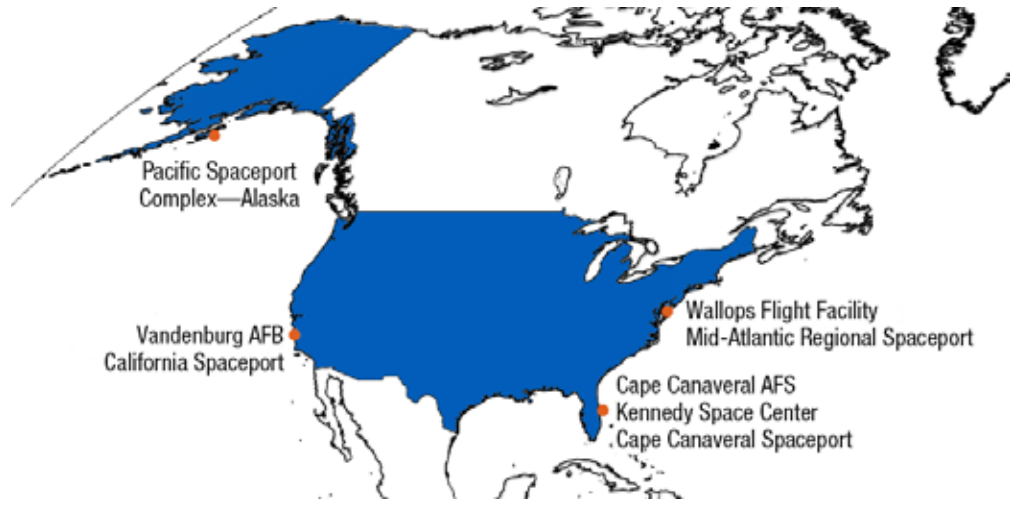 Pacific Spaceport
Complex—Alaska
Vandenburg AFB
California Spaceport
Wallops Flight Facility
Mid-Atlantic Regional Spaceport
Cape Canaveral AFS
Kennedy Space Center
Cape Canaveral Spaceport